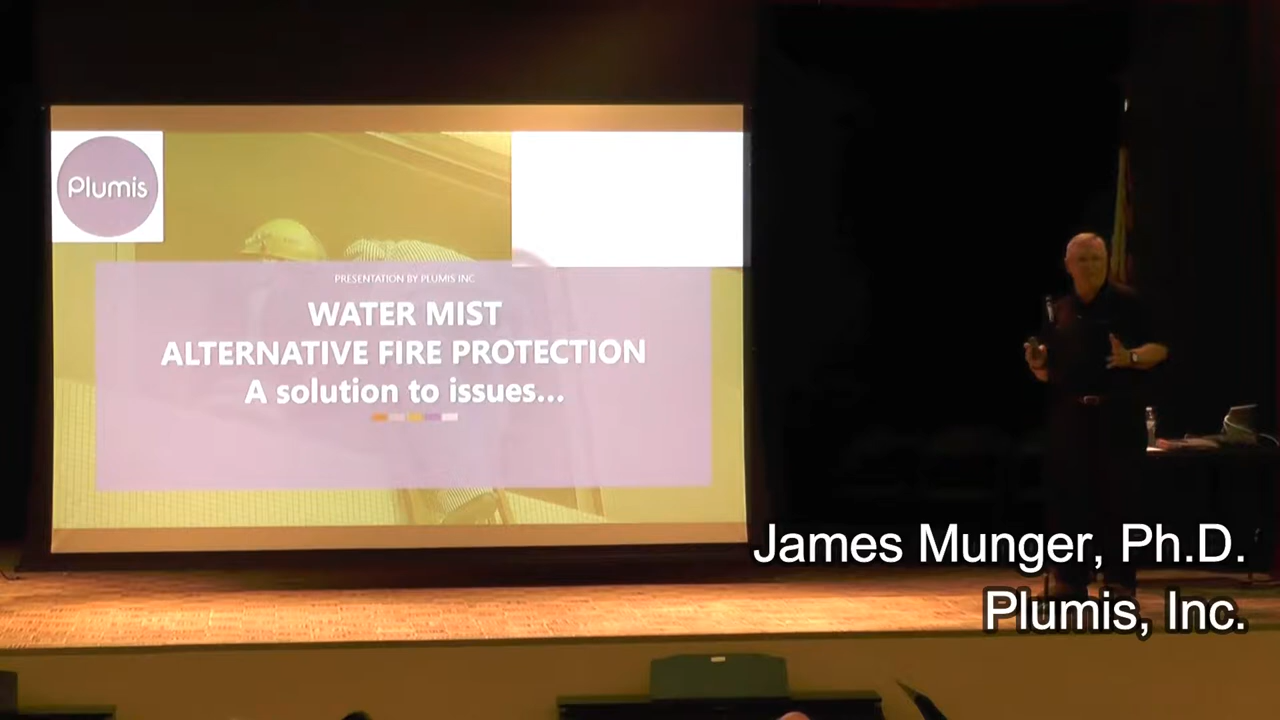 Plumis
PRESENTATION BY PLUMIS INC
WATER MIST
ALTERNATIVE FIRE PROTECTION
A solution to issues...
James Munger, Ph.D.
Plumis, Inc.